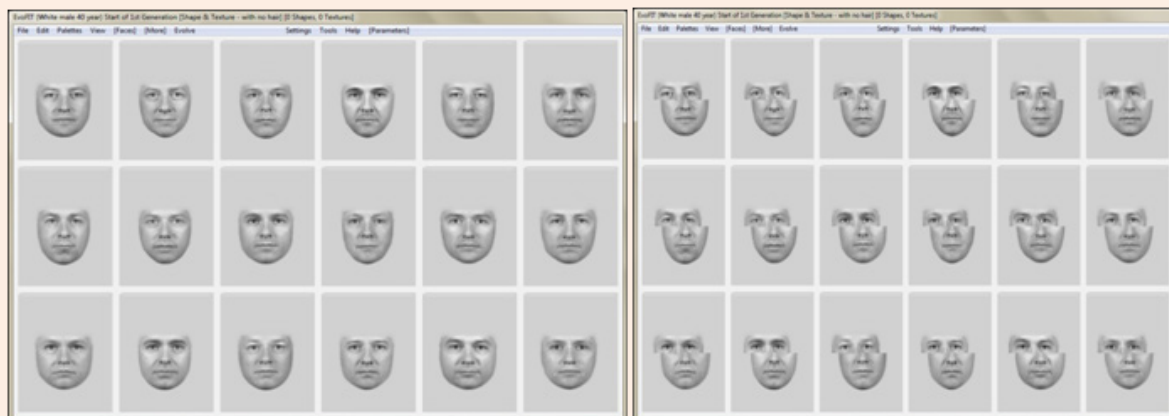 EvoFIT [White male 40 year] Start of 1st Generation [Shape & Texture - with no hair] [0 Shapes, 0 Textures]
File Edit Palettes View [Faces] [More] Evolve Settings Tools Help [Parameters]
EvoFIT [White male 40 year] Start of 1st Generation [Shape & Texture - with no hair] [0 Shapes, 0 Textures]
File Edit Palettes View [Faces] [More] Evolve Settings Tools Help [Parameters]